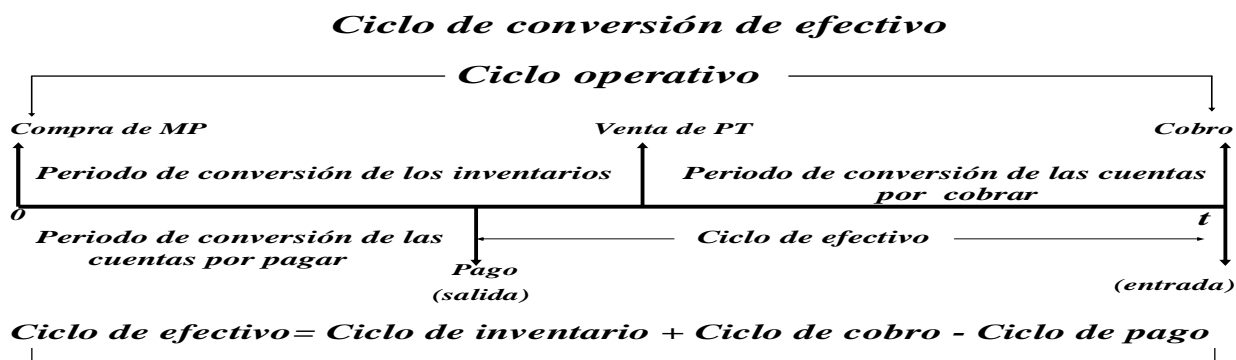 Ciclo de conversión de efectivo
Ciclo operativo
Compra de MP
Venta de PT
Cobro
Periodo de conversión de los inventarios
Periodo de conversión de las cuentas
por cobrar
0
t
Periodo de conversión de las
cuentas por pagar
Ciclo de efectivo
Pago
(salida)
(entrada)
Ciclo de efectivo= Ciclo de inventario + Ciclo de cobro - Ciclo de pago